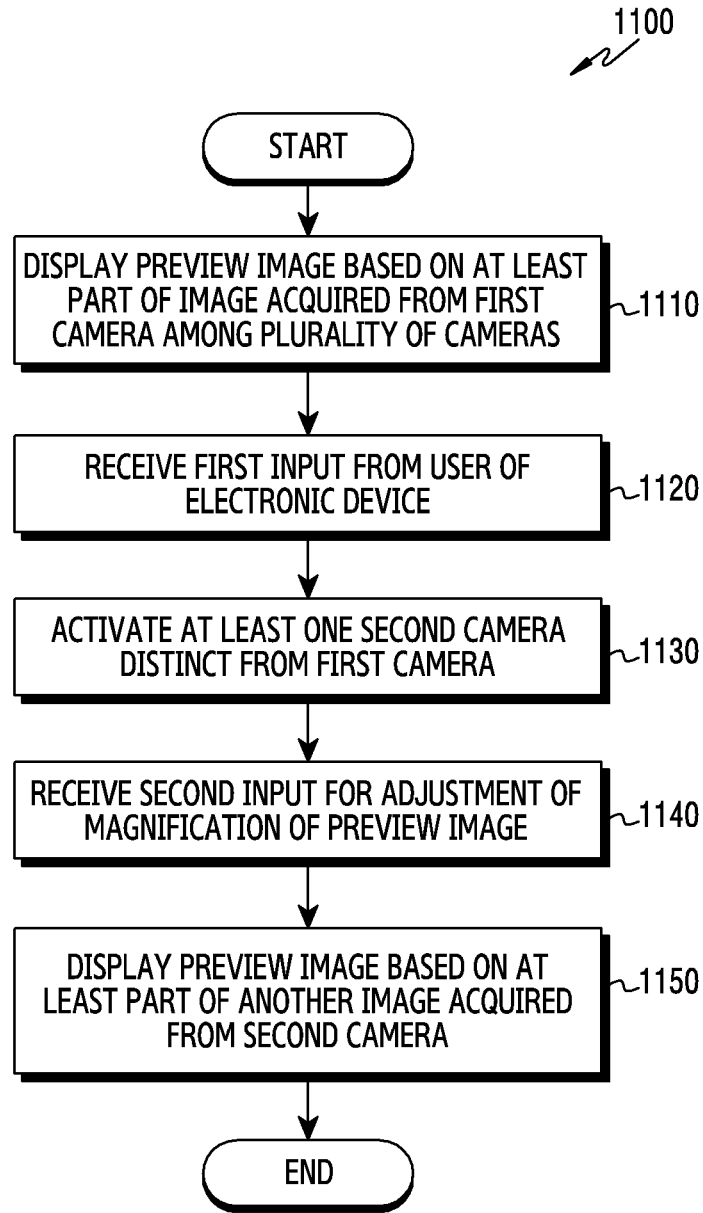 1100
START
DISPLAY PREVIEW IMAGE BASED ON AT LEAST
PART OF IMAGE ACQUIRED FROM FIRST
CAMERA AMONG PLURALITY OF CAMERAS
1110
RECEIVE FIRST INPUT FROM USER OF
ELECTRONIC DEVICE
1120
ACTIVATE AT LEAST ONE SECOND CAMERA
DISTINCT FROM FIRST CAMERA
1130
RECEIVE SECOND INPUT FOR ADJUSTMENT OF
MAGNIFICATION OF PREVIEW IMAGE
1140
DISPLAY PREVIEW IMAGE BASED ON AT
LEAST PART OF ANOTHER IMAGE ACQUIRED
FROM SECOND CAMERA
1150
END